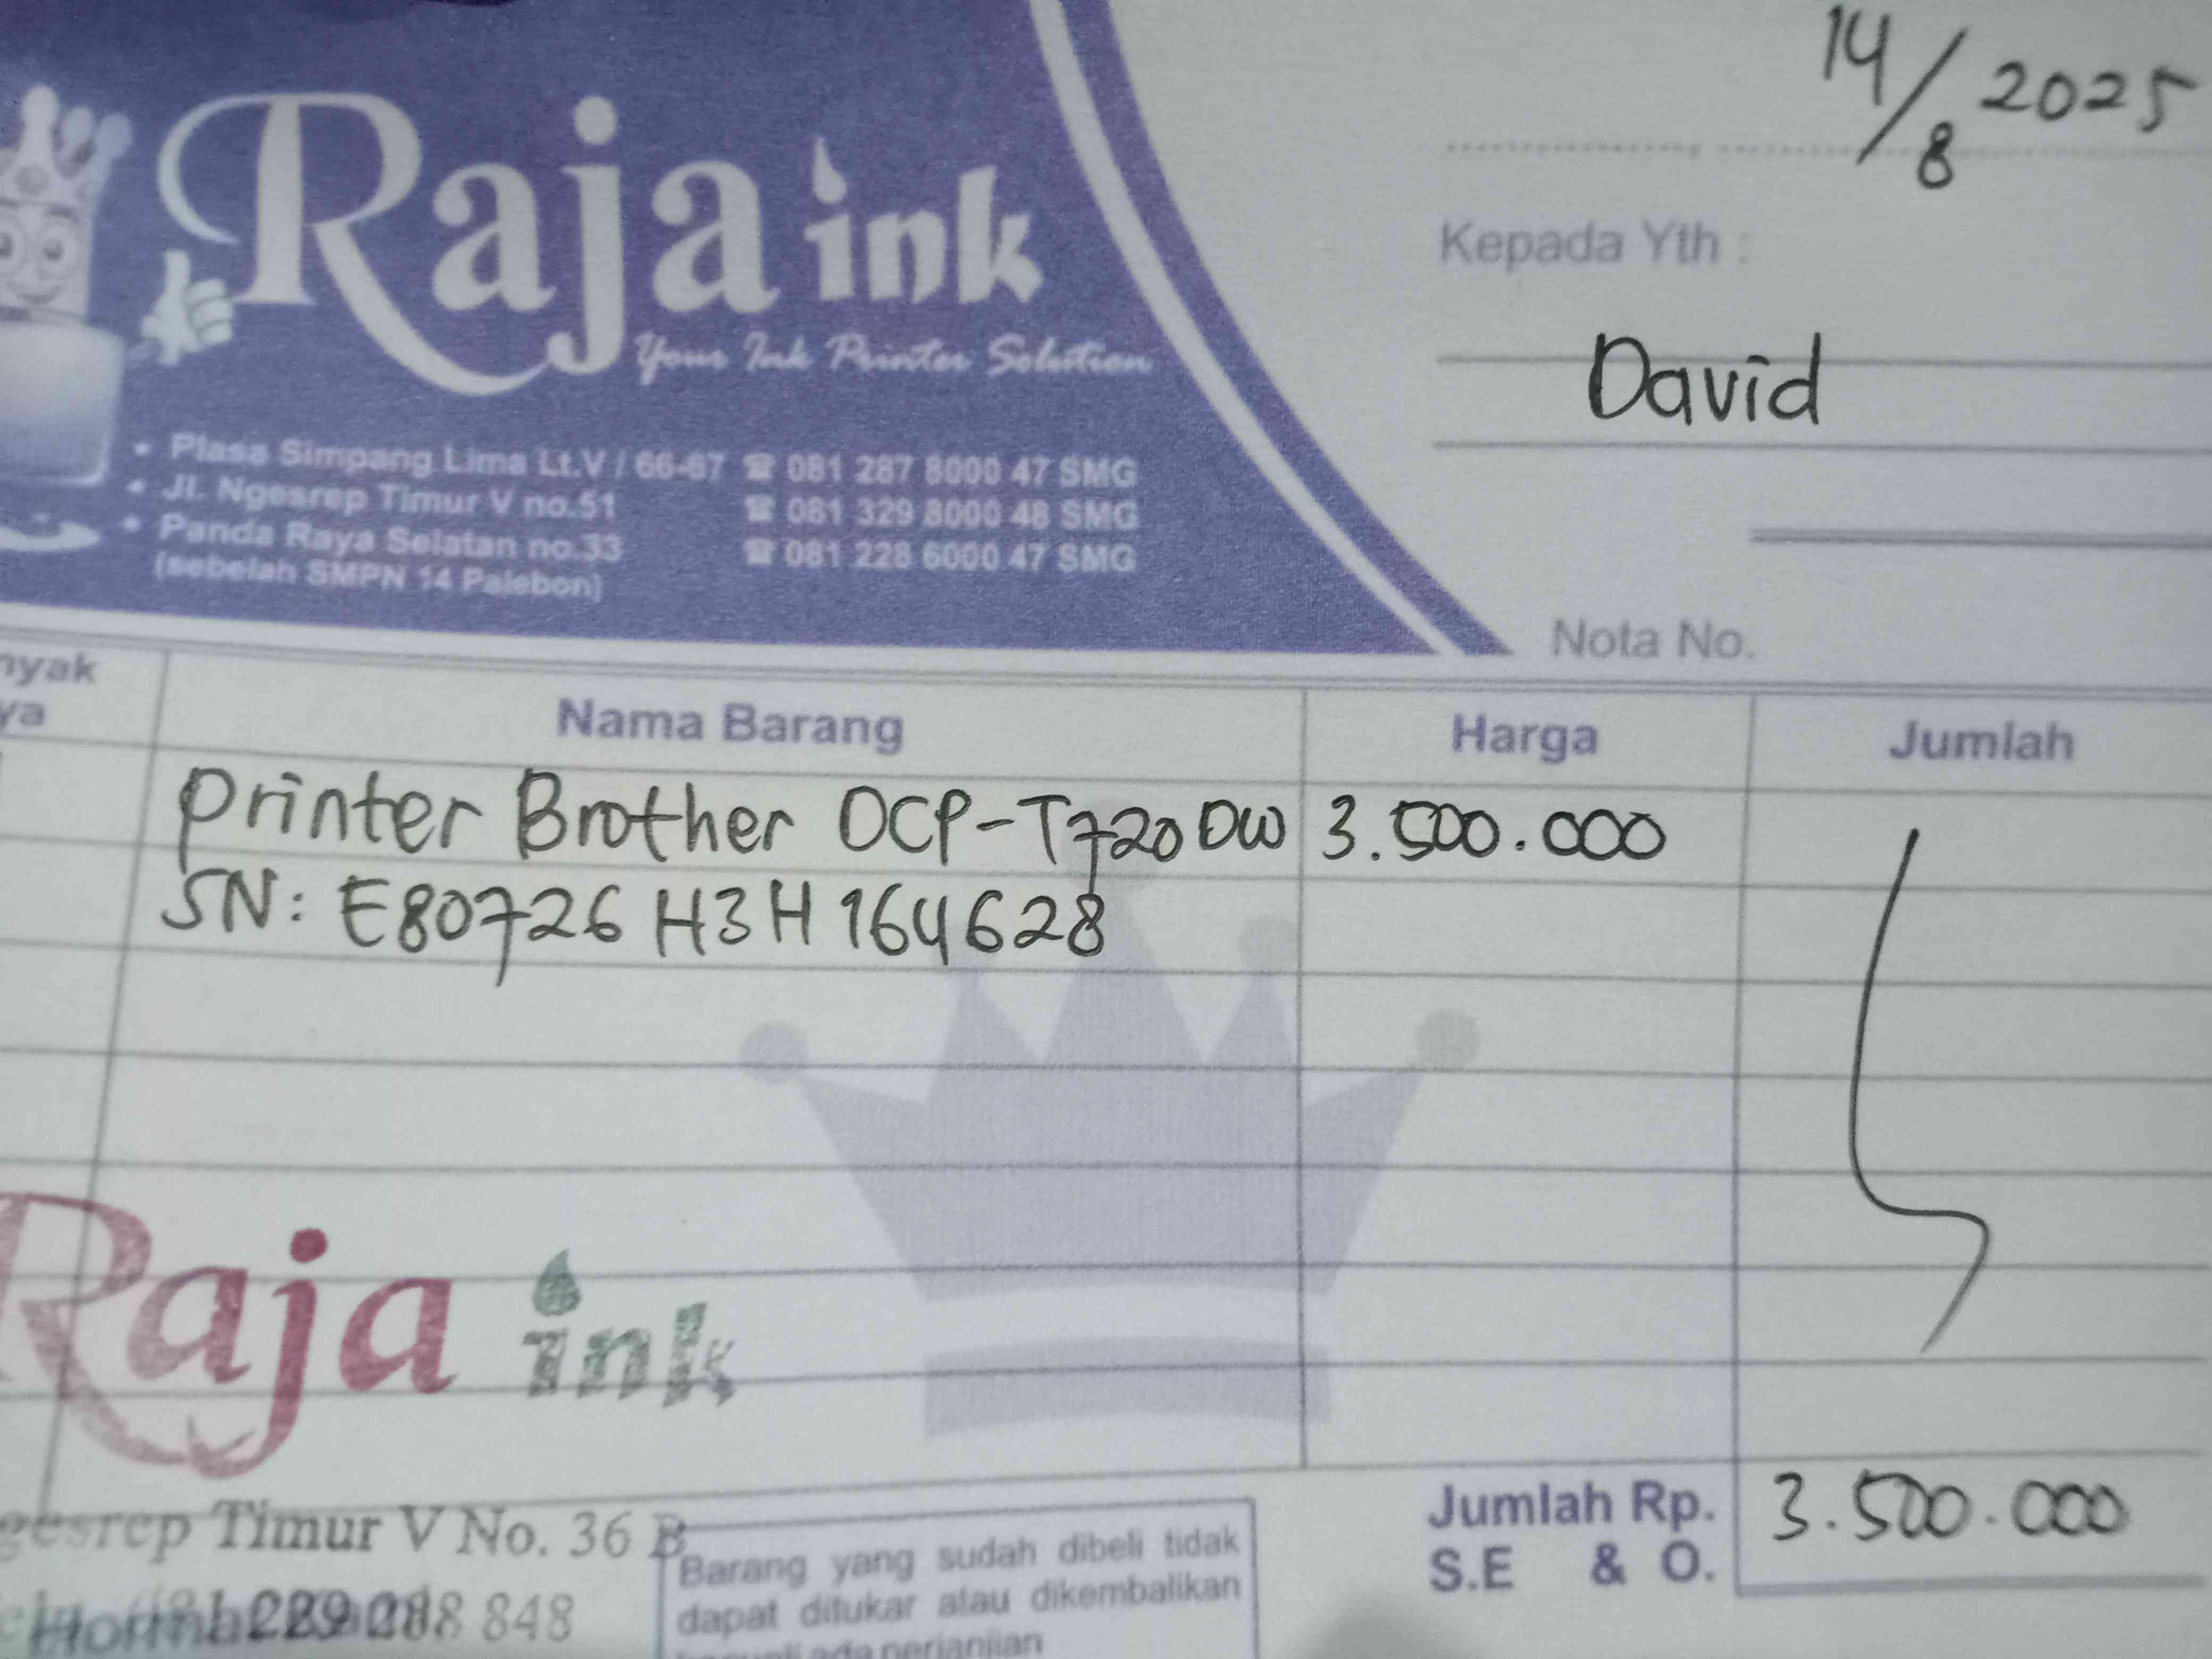 14/8 2025
Raja ink
Your Ink Printer Solution
Kepada Yth :
David
• Plasa Simpang Lima Lt.V / 66-67 ☎ 081 287 8000 47 SMG
• Jl. Ngesrep Timur V no.51 ☎ 081 329 8000 48 SMG
• Panda Raya Selatan no.33 ☎ 081 228 6000 47 SMG
(sebelah SMPN 14 Palebon)
Nota No.
nyak
ya
Nama Barang Harga Jumlah
Printer Brother DCP-T720DW 3.500.000
SN: E80726H3H164628
Raja ink
gesrep Timur V No. 36 B
848
Barang yang sudah dibeli tidak
dapat ditukar atau dikembalikan
kecuali ada perjanjian
Jumlah Rp. 3.500.000
S.E & O.